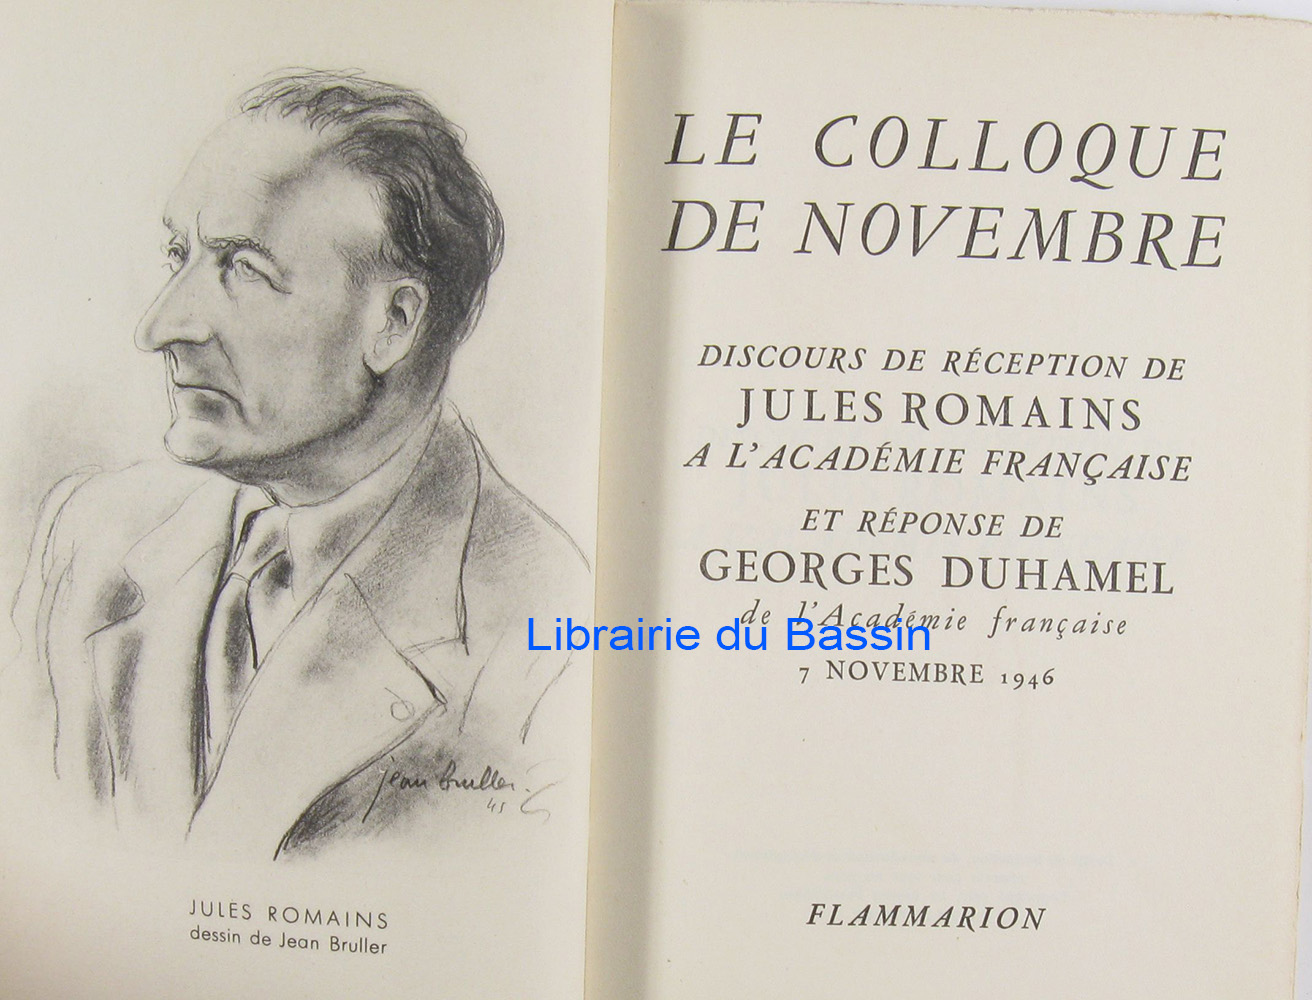 jean bruller.
45
JULES ROMAINS
dessin de Jean Bruller
LE COLLOQUE
DE NOVEMBRE
DISCOURS DE RÉCEPTION DE
JULES ROMAINS
A L'ACADÉMIE FRANÇAISE
ET RÉPONSE DE
GEORGES DUHAMEL
de l'Académie française
Librairie du Bassin
7 NOVEMBRE 1946
FLAMMARION